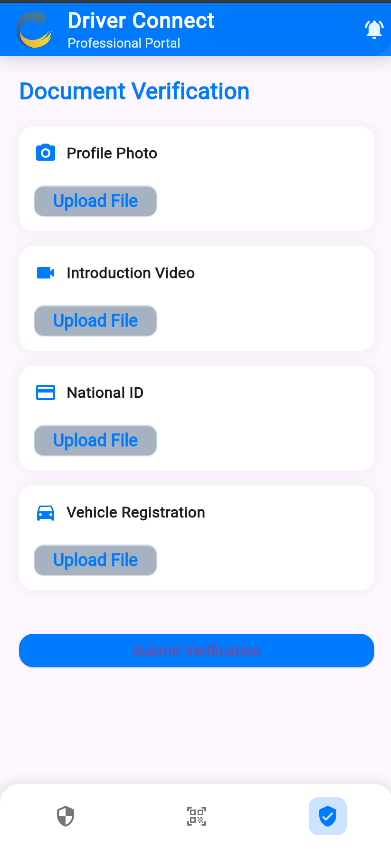 Driver Connect
Professional Portal
Document Verification
Profile Photo
Upload File
Introduction Video
Upload File
National ID
Upload File
Vehicle Registration
Upload File
Submit Verification